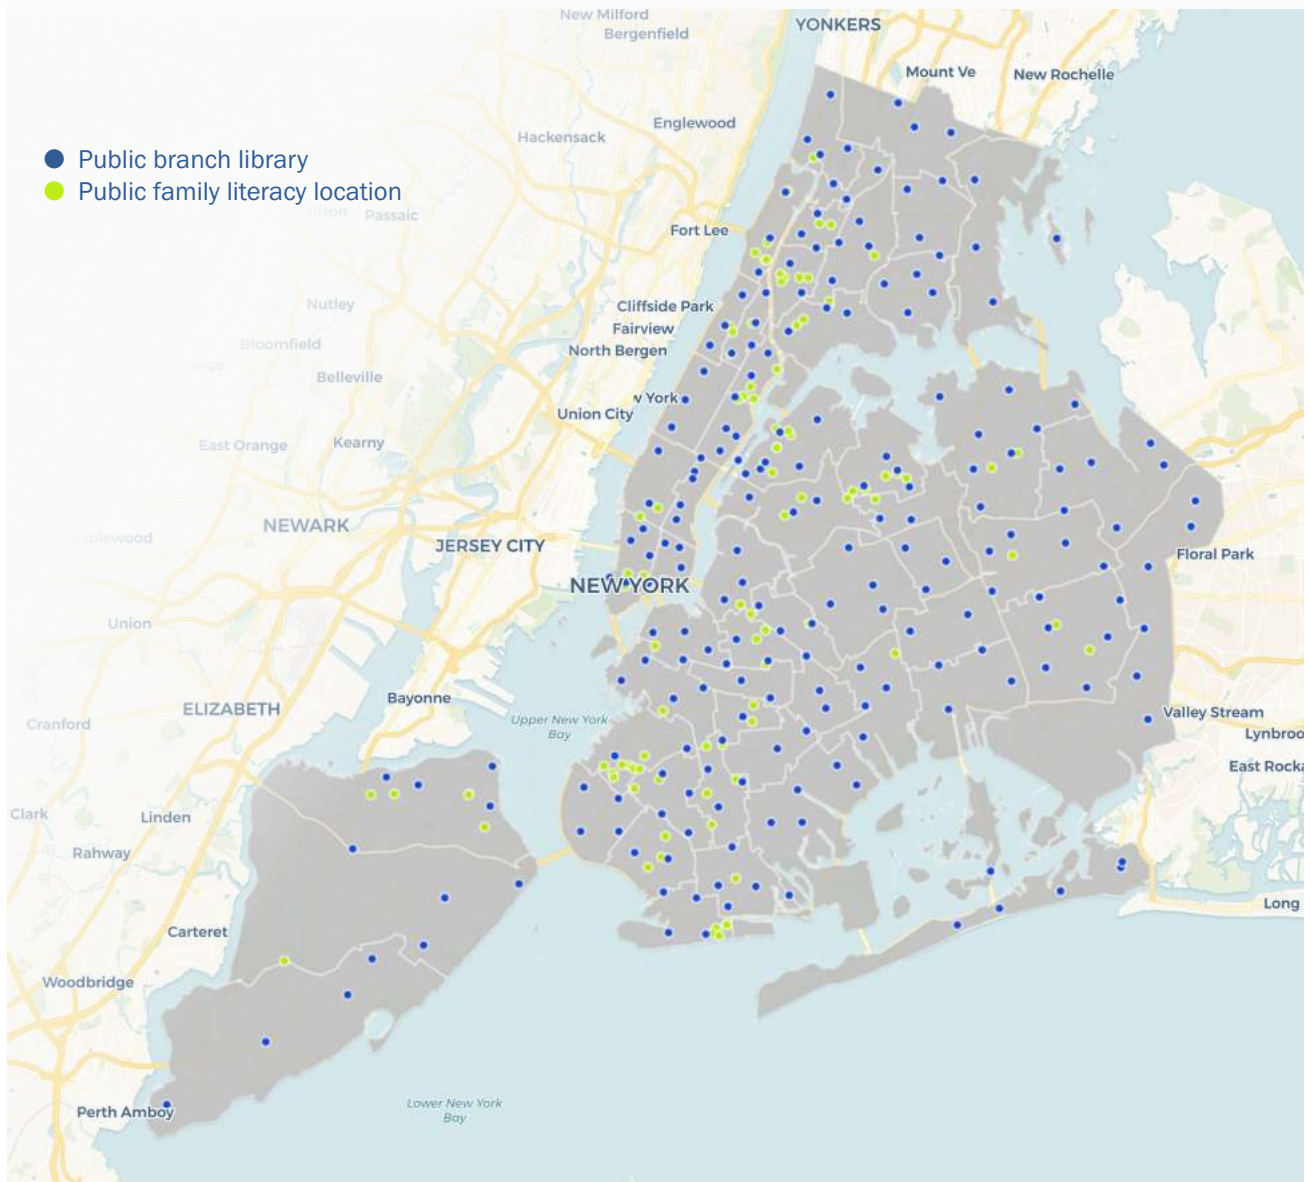 New Milford
Bergenfield
YONKERS
Mount Ve
New Rochelle
Englewood
Hackensack
Public branch library
Public family literacy location
Clifton
Passaic
Fort Lee
Nutley
Cliffside Park
Fairview
Bloomfield
North Bergen
Belleville
w York
Union City
East Orange
Kearny
NEWARK
JERSEY CITY
Floral Park
NEW YORK
Union
Bayonne
ELIZABETH
Cranford
Upper New York
Bay
Valley Stream
Lynbroo
East Rocka
Clark
Linden
Rahway
Long
Carteret
Woodbridge
Perth Amboy
Lower New York
Bay